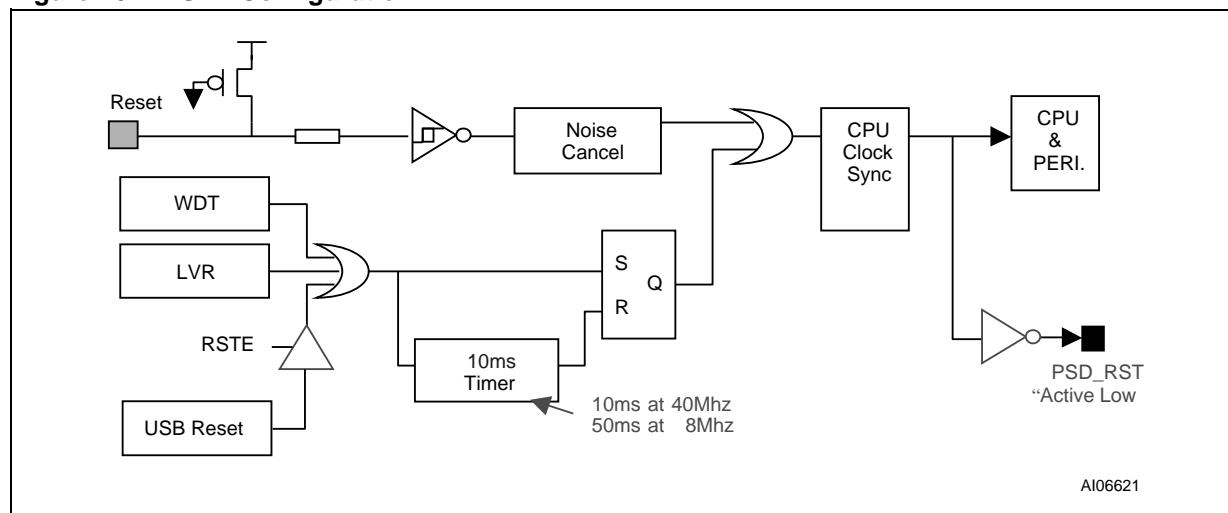 Reset
Noise
Cancel
CPU
Clock
Sync
CPU
&
PERI.
WDT
LVR
S
Q
R
RSTE
10ms
Timer
10ms at 40Mhz
50ms at 8Mhz
USB Reset
PSD_RST
“Active Low
AI06621